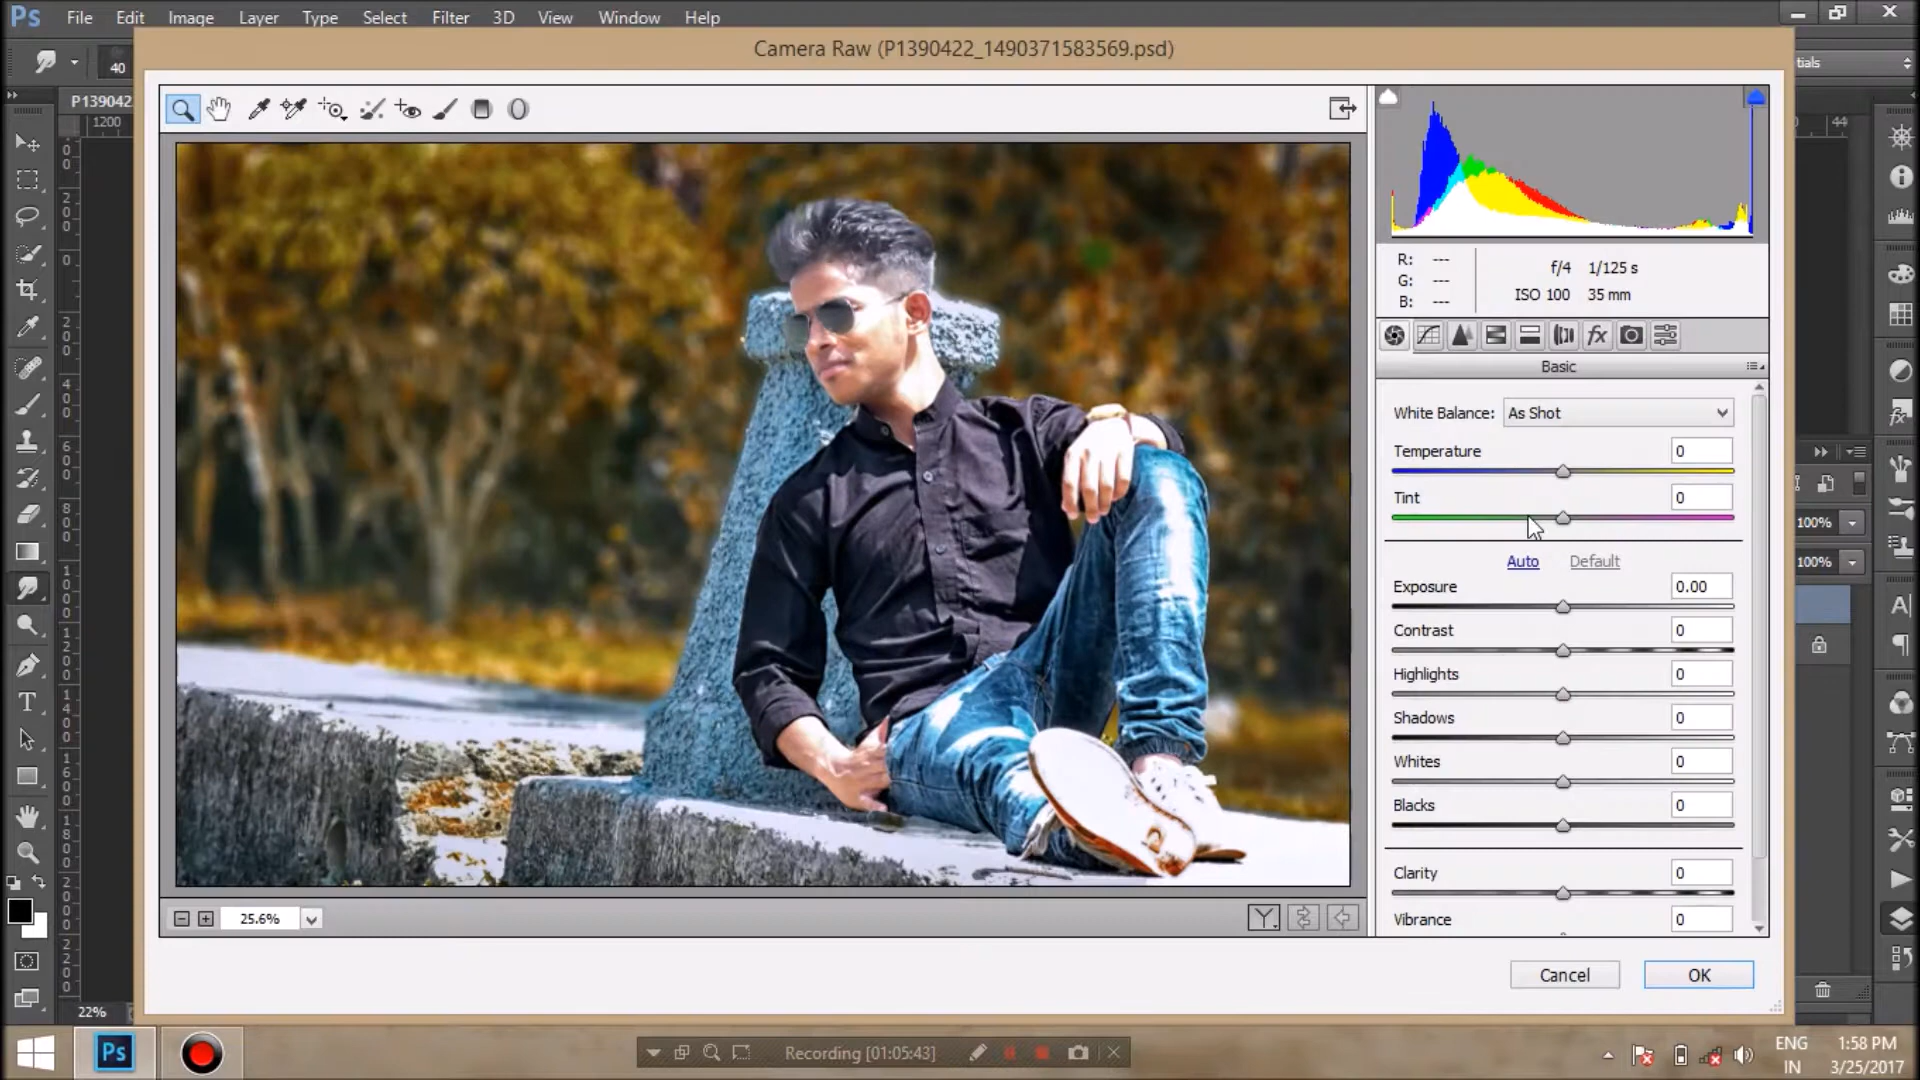 Ps File Edit Image Layer Type Select Filter 3D View Window Help
Camera Raw (P1390422_1490371583569.psd)
40
tials
P139042
1200
44
R: ---
G: ---
B: ---
f/4 1/125 s
ISO 100 35 mm
Basic
White Balance: As Shot
Temperature 0
Tint 0
Auto Default
Exposure 0.00
Contrast 0
Highlights 0
Shadows 0
Whites 0
Blacks 0
Clarity 0
Vibrance 0
100%
100%
25.6%
Cancel OK
22%
Ps
Recording [01:05:43]
ENG
IN
1:58 PM
3/25/2017